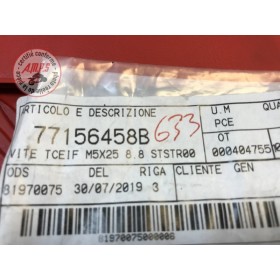 AMPS
ARTICOLO E DESCRIZIONE
U.M
QUA
77156458B
633
PCE
VITE TCEIF M5X25 8.8 STSTR00
OT
000404755
ODS
DEL
RIGA
CLIENTE
GEN
81970075
30/07/2019
3